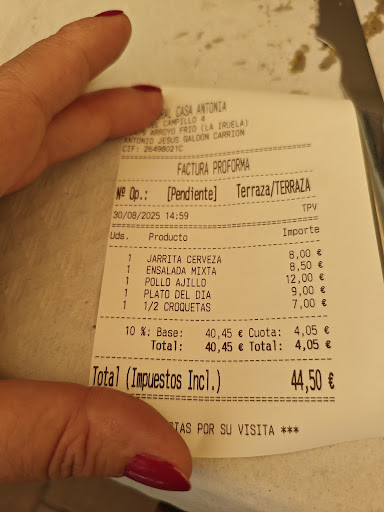 CASA ANTONIA
CAMPILLO 4
ARROYO FRIO (LA IRUELA)
ANTONIO JESUS GALDON CARRION
CIF: 26498021C
FACTURA PROFORMA
Nº Op.: [Pendiente] Terraza/TERRAZA
30/08/2025 14:59 TPV
Uds. Producto Importe
1 JARRITA CERVEZA 8,00 €
1 ENSALADA MIXTA 8,50 €
1 POLLO AJILLO 12,00 €
1 PLATO DEL DIA 9,00 €
1 1/2 CROQUETAS 7,00 €
10 %: Base: 40,45 € Cuota: 4,05 €
Total: 40,45 € Total: 4,05 €
Total (Impuestos Incl.) 44,50 €
POR SU VISITA ***